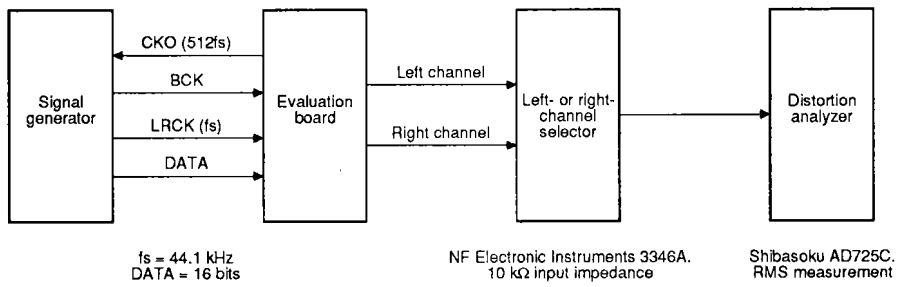 CKO (512fs)
BCK
LRCK (fs)
DATA
Signal
generator
Evaluation
board
Left channel
Right channel
Left- or right-
channel
selector
Distortion
analyzer
fs = 44.1 kHz
DATA = 16 bits
NF Electronic Instruments 3346A.
10 kΩ input impedance
Shibasoku AD725C.
RMS measurement